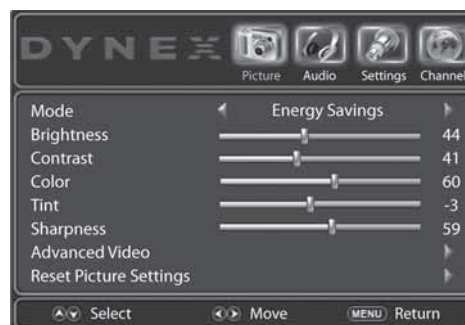 DYNEX
Picture Audio Settings Channel
Mode Energy Savings
Brightness 44
Contrast 41
Color 60
Tint -3
Sharpness 59
Advanced Video
Reset Picture Settings
Select Move MENU Return